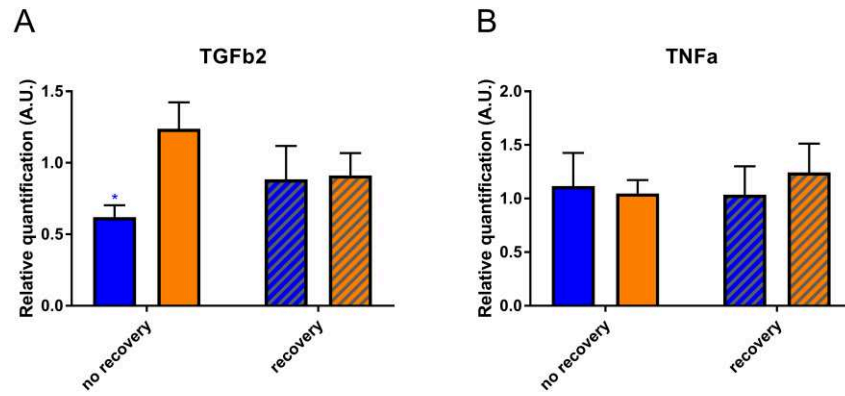 A
TGFb2
Relative quantification (A.U.)
1.5
1.0
0.5
0.0
*
no recovery
recovery
B
TNFa
Relative quantification (A.U.)
2.0
1.5
1.0
0.5
0.0
no recovery
recovery